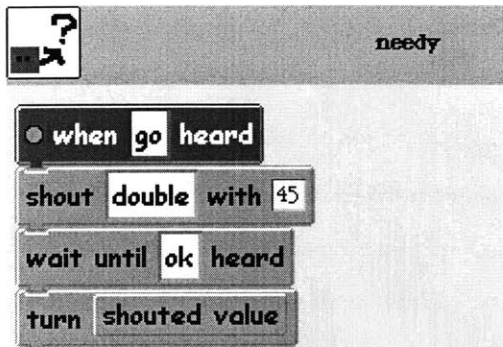 ?
needy
when go heard
shout double with 45
wait until ok heard
turn shouted value